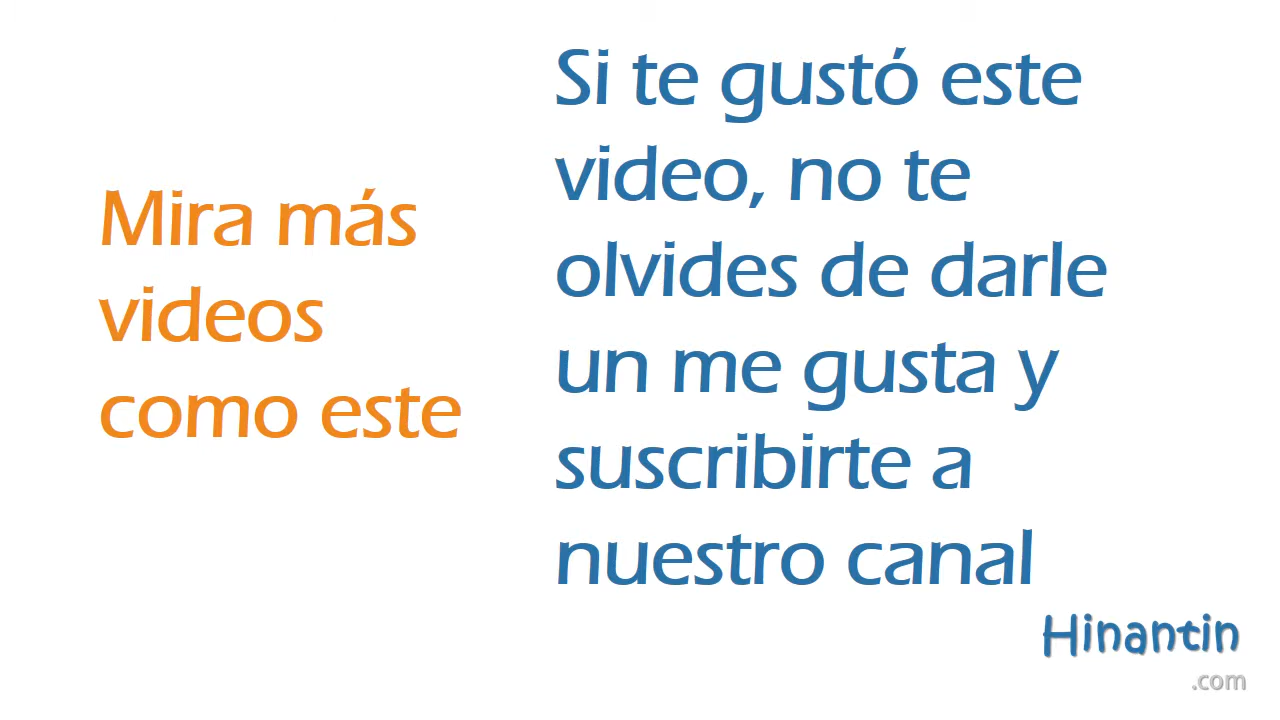 Mira más
videos
como este
Si te gustó este
video, no te
olvides de darle
un me gusta y
suscribirte a
nuestro canal
Hinantin
.com